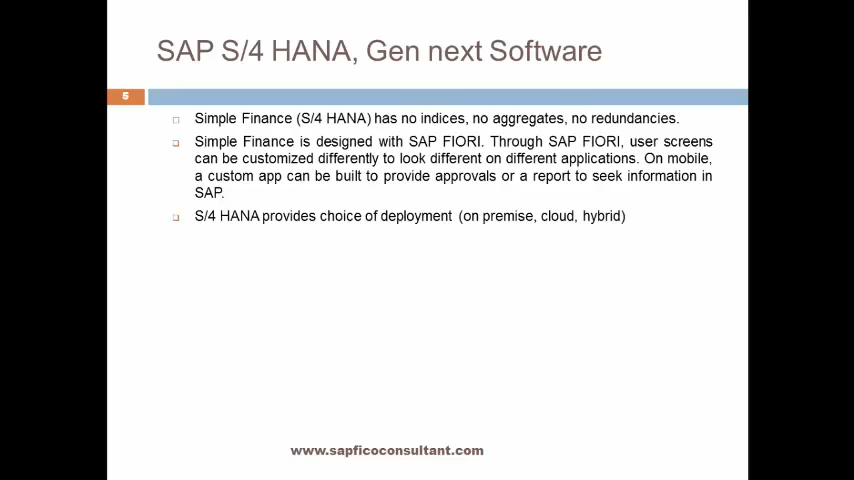 SAP S/4 HANA, Gen next Software
5
Simple Finance (S/4 HANA) has no indices, no aggregates, no redundancies.
Simple Finance is designed with SAP FIORI. Through SAP FIORI, user screens
can be customized differently to look different on different applications. On mobile,
a custom app can be built to provide approvals or a report to seek information in
SAP.
S/4 HANA provides choice of deployment (on premise, cloud, hybrid)
www.sapficoconsultant.com